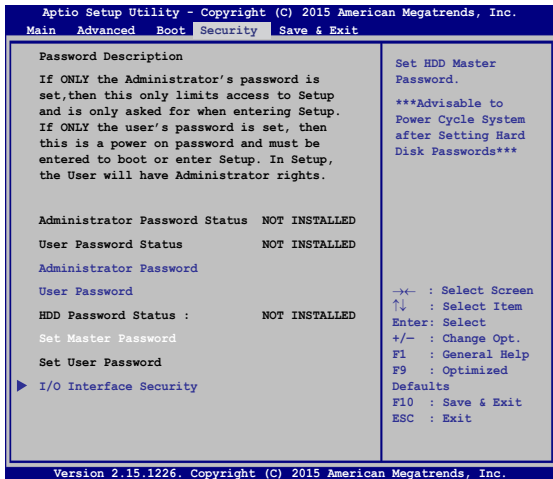 Aptio Setup Utility - Copyright (C) 2015 American Megatrends, Inc.
Main Advanced Boot Security Save & Exit
Password Description
If ONLY the Administrator's password is
set,then this only limits access to Setup
and is only asked for when entering Setup.
If ONLY the user's password is set, then
this is a power on password and must be
entered to boot or enter Setup. In Setup,
the User will have Administrator rights.
Administrator Password Status NOT INSTALLED
User Password Status NOT INSTALLED
Administrator Password
User Password
HDD Password Status : NOT INSTALLED
Set Master Password
Set User Password
I/O Interface Security
Set HDD Master
Password.
***Advisable to
Power Cycle System
after Setting Hard
Disk Passwords***
→← : Select Screen
↑↓ : Select Item
Enter: Select
+/— : Change Opt.
F1 : General Help
F9 : Optimized
Defaults
F10 : Save & Exit
ESC : Exit
Version 2.15.1226. Copyright (C) 2015 American Megatrends, Inc.